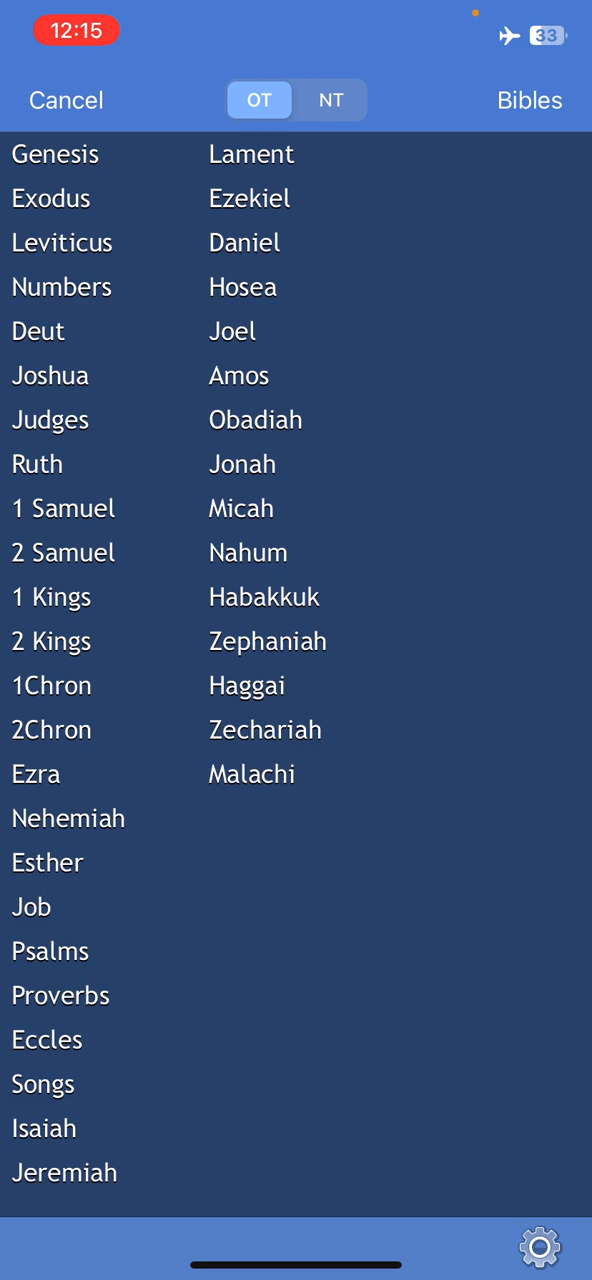 12:15
33
Cancel
OT
NT
Bibles
Genesis
Exodus
Leviticus
Numbers
Deut
Joshua
Judges
Ruth
1 Samuel
2 Samuel
1 Kings
2 Kings
1Chron
2Chron
Ezra
Nehemiah
Esther
Job
Psalms
Proverbs
Eccles
Songs
Isaiah
Jeremiah
Lament
Ezekiel
Daniel
Hosea
Joel
Amos
Obadiah
Jonah
Micah
Nahum
Habakkuk
Zephaniah
Haggai
Zechariah
Malachi